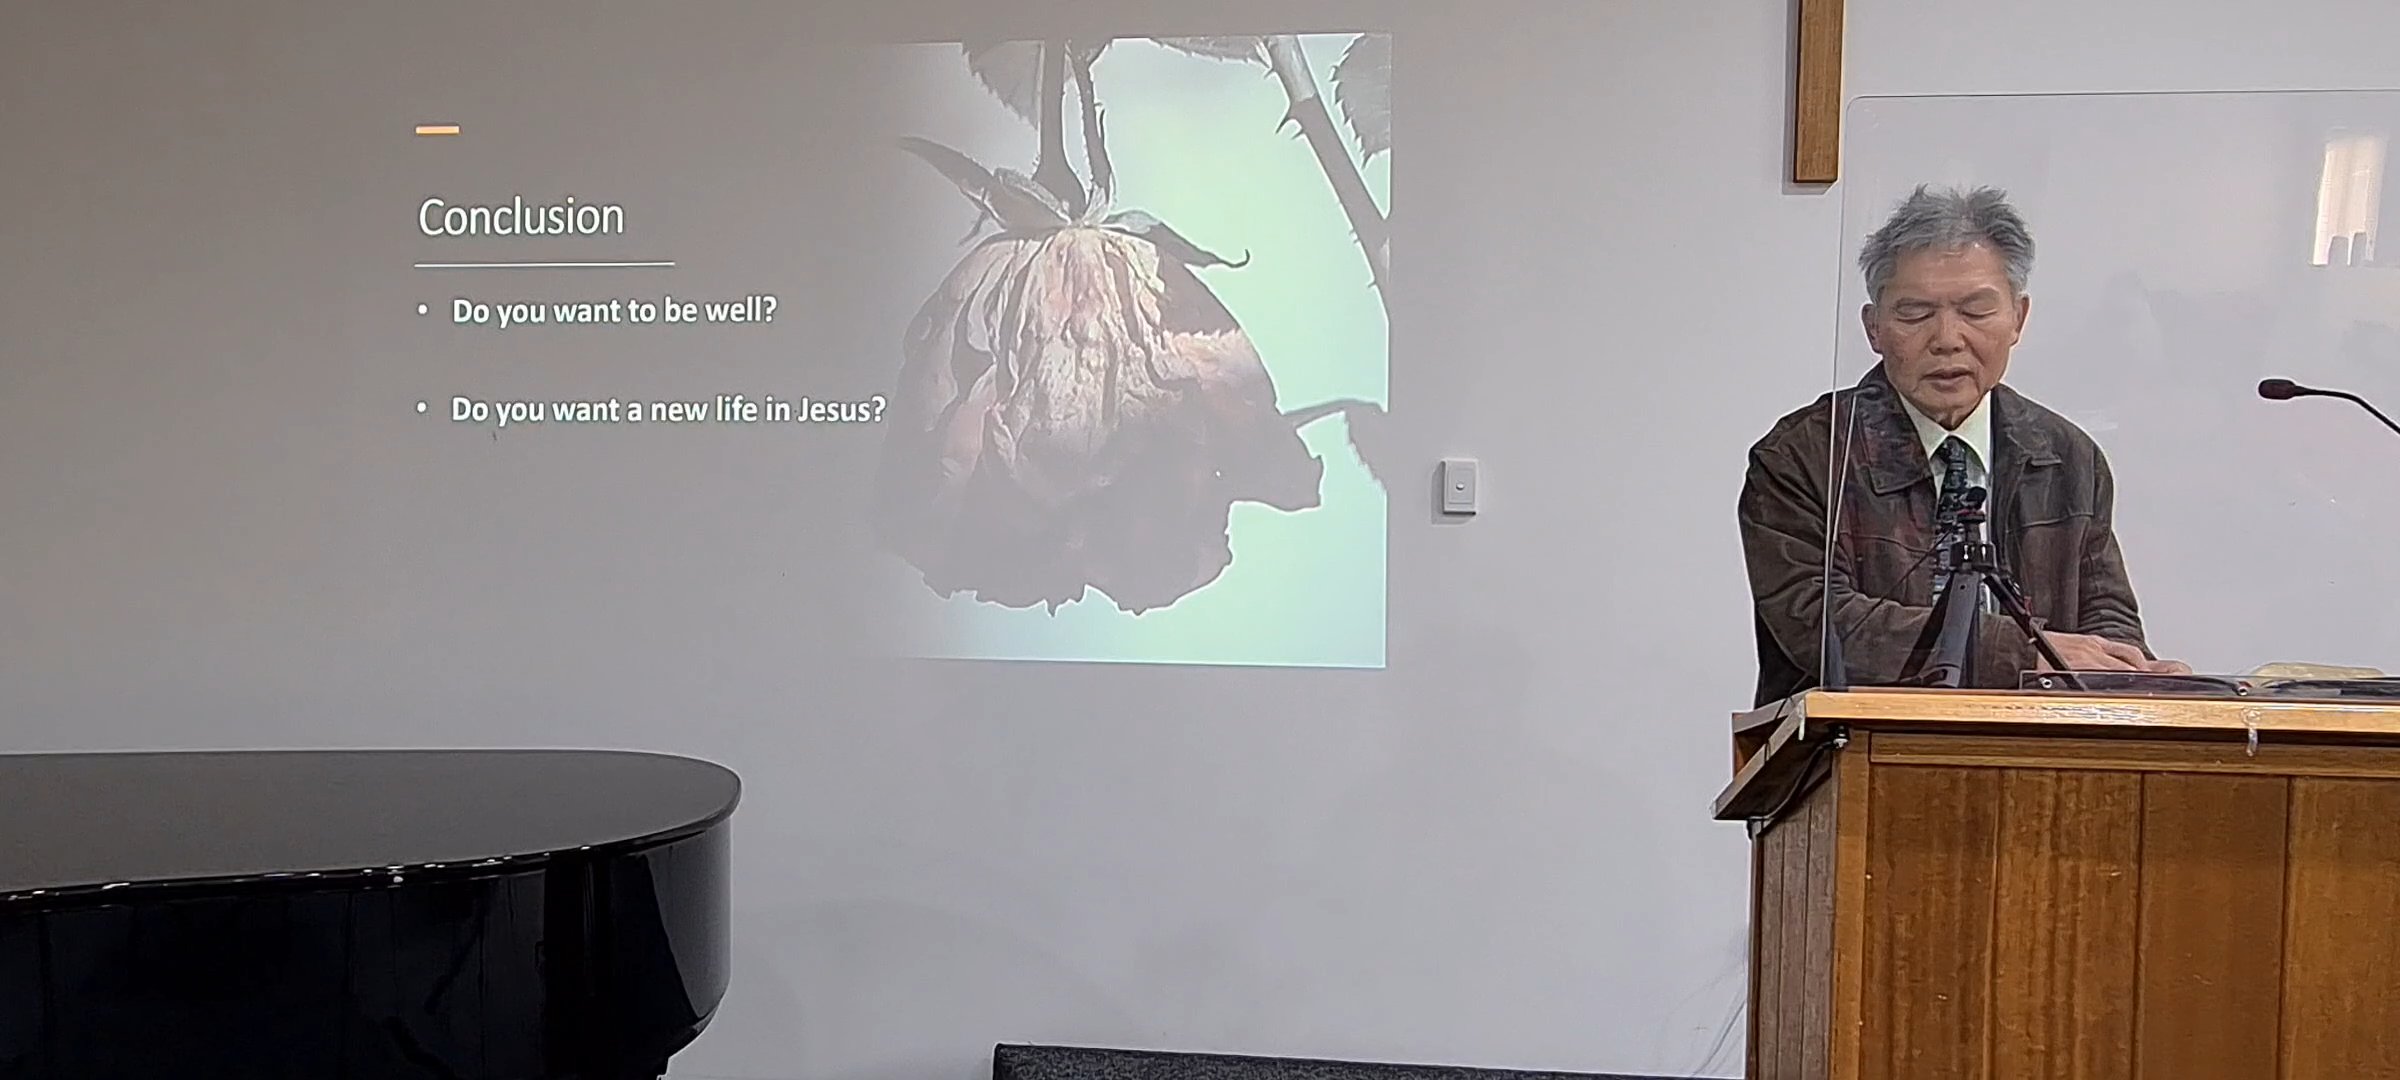 Conclusion
• Do you want to be well?
• Do you want a new life in Jesus?